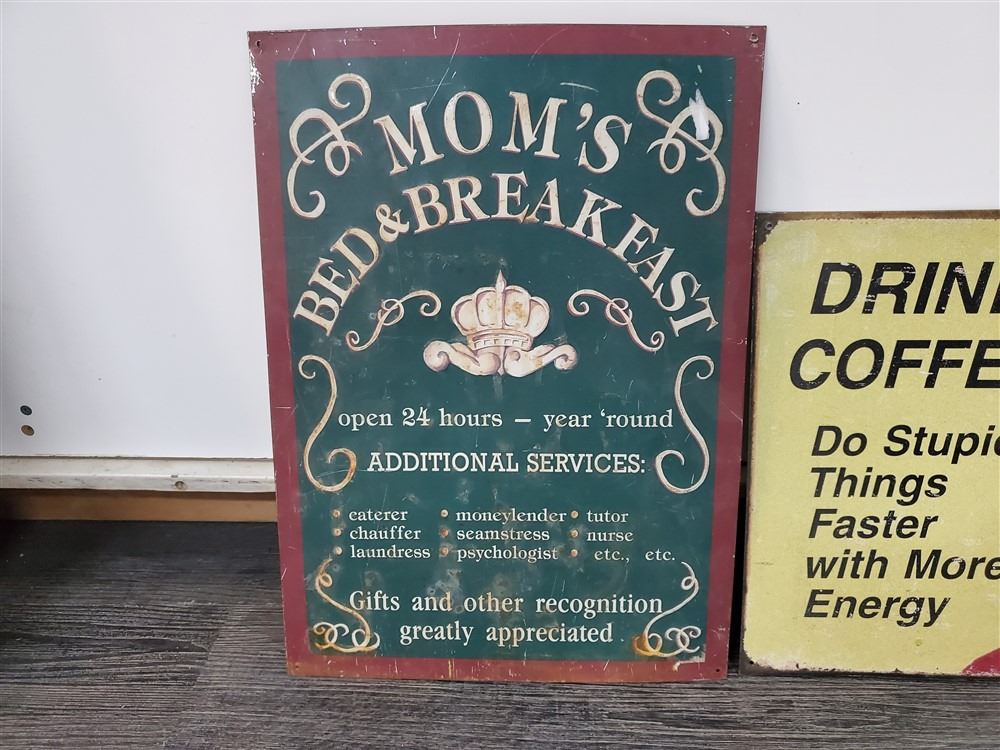 MOM'S
BED & BREAKFAST
open 24 hours – year 'round
ADDITIONAL SERVICES:
• caterer • moneylender • tutor
• chauffer • seamstress • nurse
• laundress • psychologist • etc., etc.
Gifts and other recognition
greatly appreciated
DRIN
COFFE
Do Stupi
Things
Faster
with More
Energy